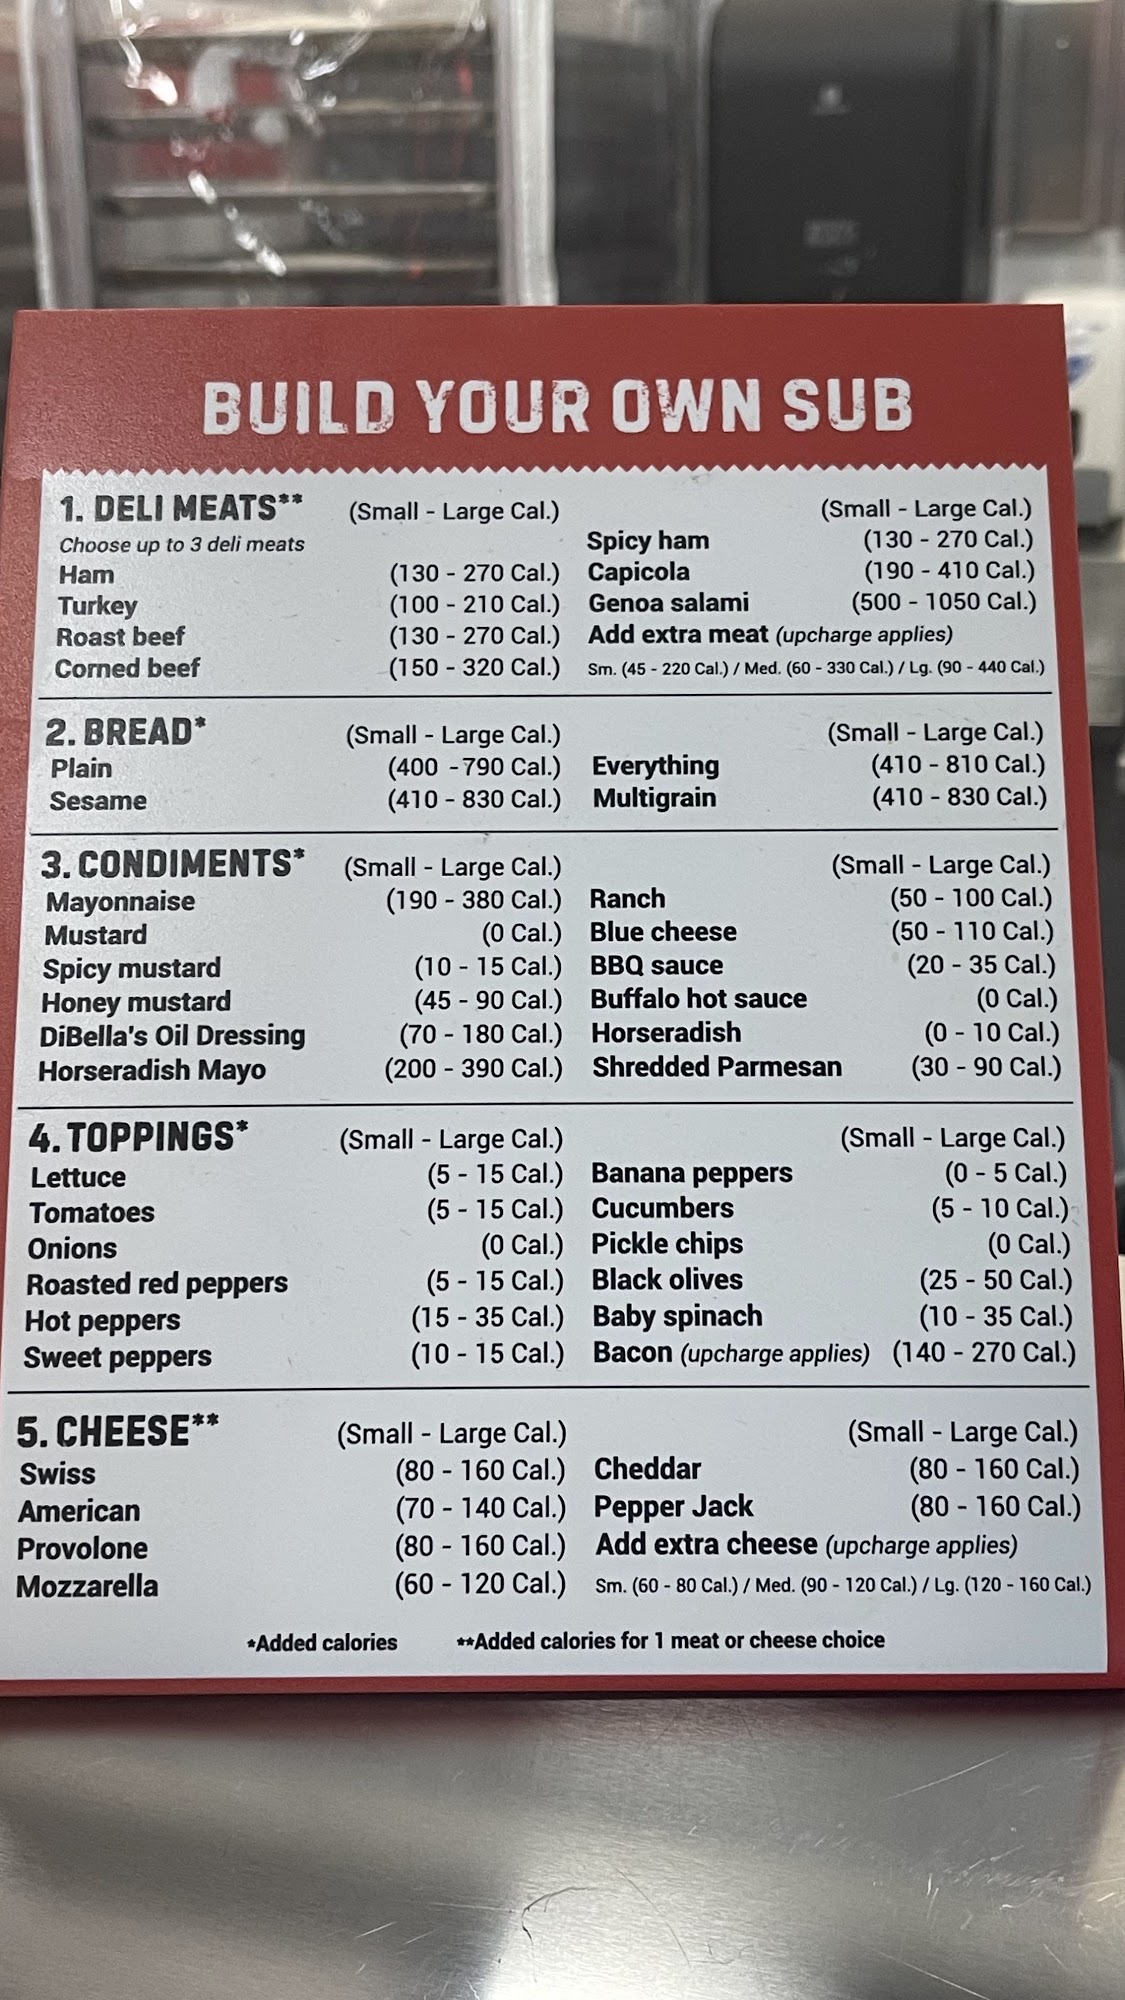 BUILD YOUR OWN SUB
1. DELI MEATS** (Small - Large Cal.)
Choose up to 3 deli meats
Ham (130 - 270 Cal.)
Turkey (100 - 210 Cal.)
Roast beef (130 - 270 Cal.)
Corned beef (150 - 320 Cal.)
(Small - Large Cal.)
Spicy ham (130 - 270 Cal.)
Capicola (190 - 410 Cal.)
Genoa salami (500 - 1050 Cal.)
Add extra meat (upcharge applies)
Sm. (45 - 220 Cal.) / Med. (60 - 330 Cal.) / Lg. (90 - 440 Cal.)
2. BREAD* (Small - Large Cal.)
Plain (400 - 790 Cal.)
Sesame (410 - 830 Cal.)
(Small - Large Cal.)
Everything (410 - 810 Cal.)
Multigrain (410 - 830 Cal.)
3. CONDIMENTS* (Small - Large Cal.)
Mayonnaise (190 - 380 Cal.)
Mustard (0 Cal.)
Spicy mustard (10 - 15 Cal.)
Honey mustard (45 - 90 Cal.)
DiBella's Oil Dressing (70 - 180 Cal.)
Horseradish Mayo (200 - 390 Cal.)
(Small - Large Cal.)
Ranch (50 - 100 Cal.)
Blue cheese (50 - 110 Cal.)
BBQ sauce (20 - 35 Cal.)
Buffalo hot sauce (0 Cal.)
Horseradish (0 - 10 Cal.)
Shredded Parmesan (30 - 90 Cal.)
4. TOPPINGS* (Small - Large Cal.)
Lettuce (5 - 15 Cal.)
Tomatoes (5 - 15 Cal.)
Onions (0 Cal.)
Roasted red peppers (5 - 15 Cal.)
Hot peppers (15 - 35 Cal.)
Sweet peppers (10 - 15 Cal.)
(Small - Large Cal.)
Banana peppers (0 - 5 Cal.)
Cucumbers (5 - 10 Cal.)
Pickle chips (0 Cal.)
Black olives (25 - 50 Cal.)
Baby spinach (10 - 35 Cal.)
Bacon (upcharge applies) (140 - 270 Cal.)
5. CHEESE** (Small - Large Cal.)
Swiss (80 - 160 Cal.)
American (70 - 140 Cal.)
Provolone (80 - 160 Cal.)
Mozzarella (60 - 120 Cal.)
(Small - Large Cal.)
Cheddar (80 - 160 Cal.)
Pepper Jack (80 - 160 Cal.)
Add extra cheese (upcharge applies)
Sm. (60 - 80 Cal.) / Med. (90 - 120 Cal.) / Lg. (120 - 160 Cal.)
*Added calories **Added calories for 1 meat or cheese choice